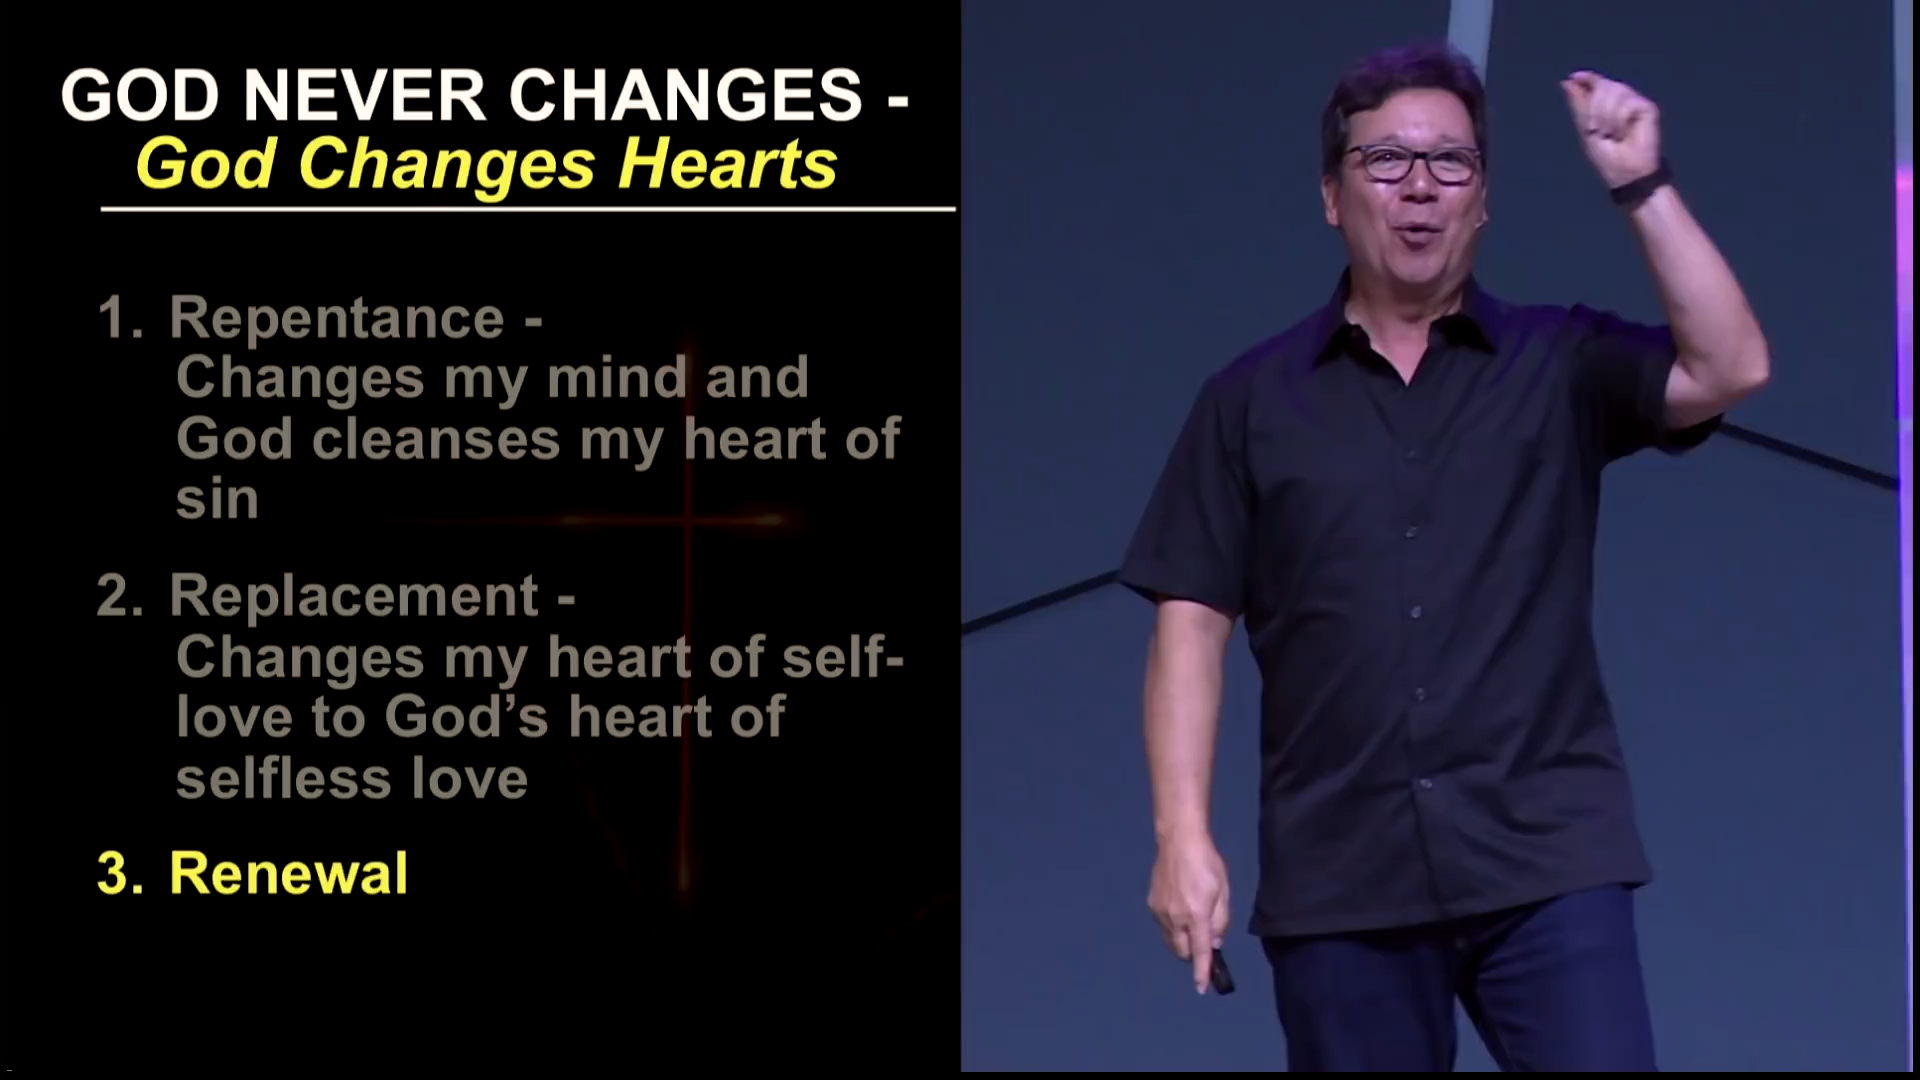 GOD NEVER CHANGES -
God Changes Hearts
1. Repentance -
Changes my mind and
God cleanses my heart of
sin
2. Replacement -
Changes my heart of self-
love to God’s heart of
selfless love
3. Renewal